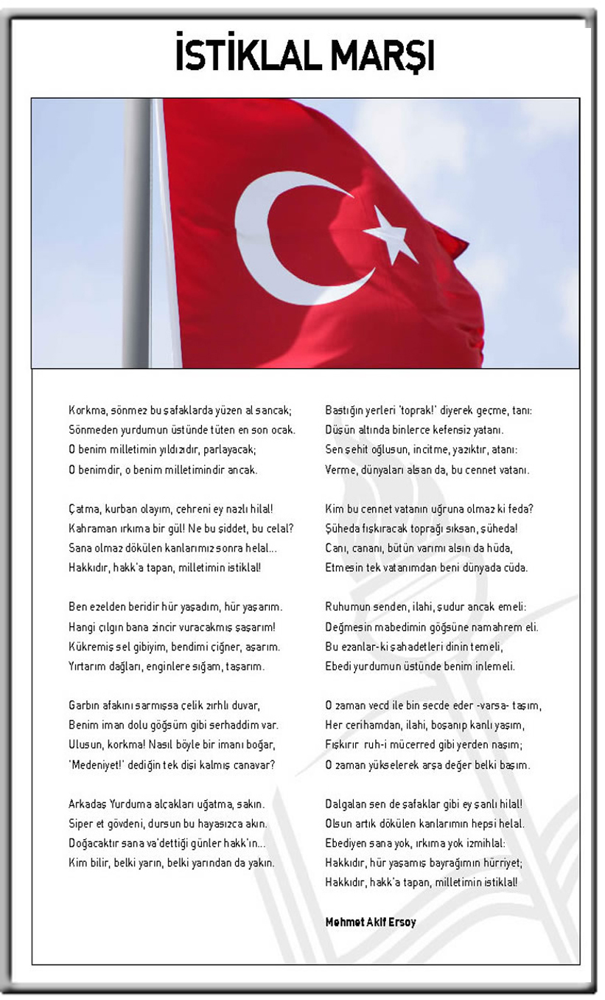 İSTİKLAL MARŞI
Korkma, sönmez bu şafaklarda yüzen al sancak;
Sönmeden yurdumun üstünde tüten en son ocak.
O benim milletimin yıldızıdır, parlayacak;
O benimdir, o benim milletimindir ancak.
Çatma, kurban olayım, çehreni ey nazlı hilal!
Kahraman ırkıma bir gül! Ne bu şiddet, bu celal?
Sana olmaz dökülen kanlarımız sonra helal...
Hakkıdır, hakk'a tapan, milletimin istiklal!
Ben ezelden beridir hür yaşadım, hür yaşarım.
Hangi çılgın bana zincir vuracakmış şaşarım!
Kükremiş sel gibiyim, bendimi çiğner, aşarım.
Yırtarım dağları, enginlere sığam, taşarım.
Garbın afakını sarmışsa çelik zırhlı duvar,
Benim iman dolu göğsüm gibi serhaddim var.
Ulusun, korkma! Nasıl böyle bir imanı boğar,
'Medeniyet!' dediğin tek dişi kalmış canavar?
Arkadaş Yurduma alçakları uğatma, sakın.
Siper et gövdeni, dursun bu hayasızca akın.
Doğacaktır sana va'dettiği günler hakk'ın...
Kim bilir, belki yarın, belki yarından da yakın.
Bastığın yerleri 'toprak!' diyerek geçme, tanı:
Düşün altında binlerce kefensiz yatanı.
Sen şehit oğlusun, incitme, yazıktır, atanı:
Verme, dünyaları alsan da, bu cennet vatanı.
Kim bu cennet vatanın uğruna olmaz ki feda?
Şüheda fışkıracak toprağı sıksan, şüheda!
Canı, cananı, bütün varımı alsın da hüda,
Etmesin tek vatanımdan beni dünyada cüda.
Ruhumun senden, ilahi, şudur ancak emeli:
Değmesin mabedimin göğsüne namahrem eli.
Bu ezanlar-ki şahadetleri dinin temeli,
Ebedi yurdumun üstünde benim inlemeli.
O zaman vecd ile bin secde eder -varsa- taşım,
Her cerihamdan, ilahi, boşanıp kanlı yaşım,
Fışkırır ruh-i mücerred gibi yerden naşım;
O zaman yükselerek arşa değer belki başım.
Dalgalan sen de şafaklar gibi ey şanlı hilal!
Olsun artık dökülen kanlarımın hepsi helal.
Ebediyen sana yok, ırkıma yok izmihlal:
Hakkıdır, hür yaşamış bayrağımın hürriyet;
Hakkıdır, hakk'a tapan, milletimin istiklal!
Mehmet Akif Ersoy